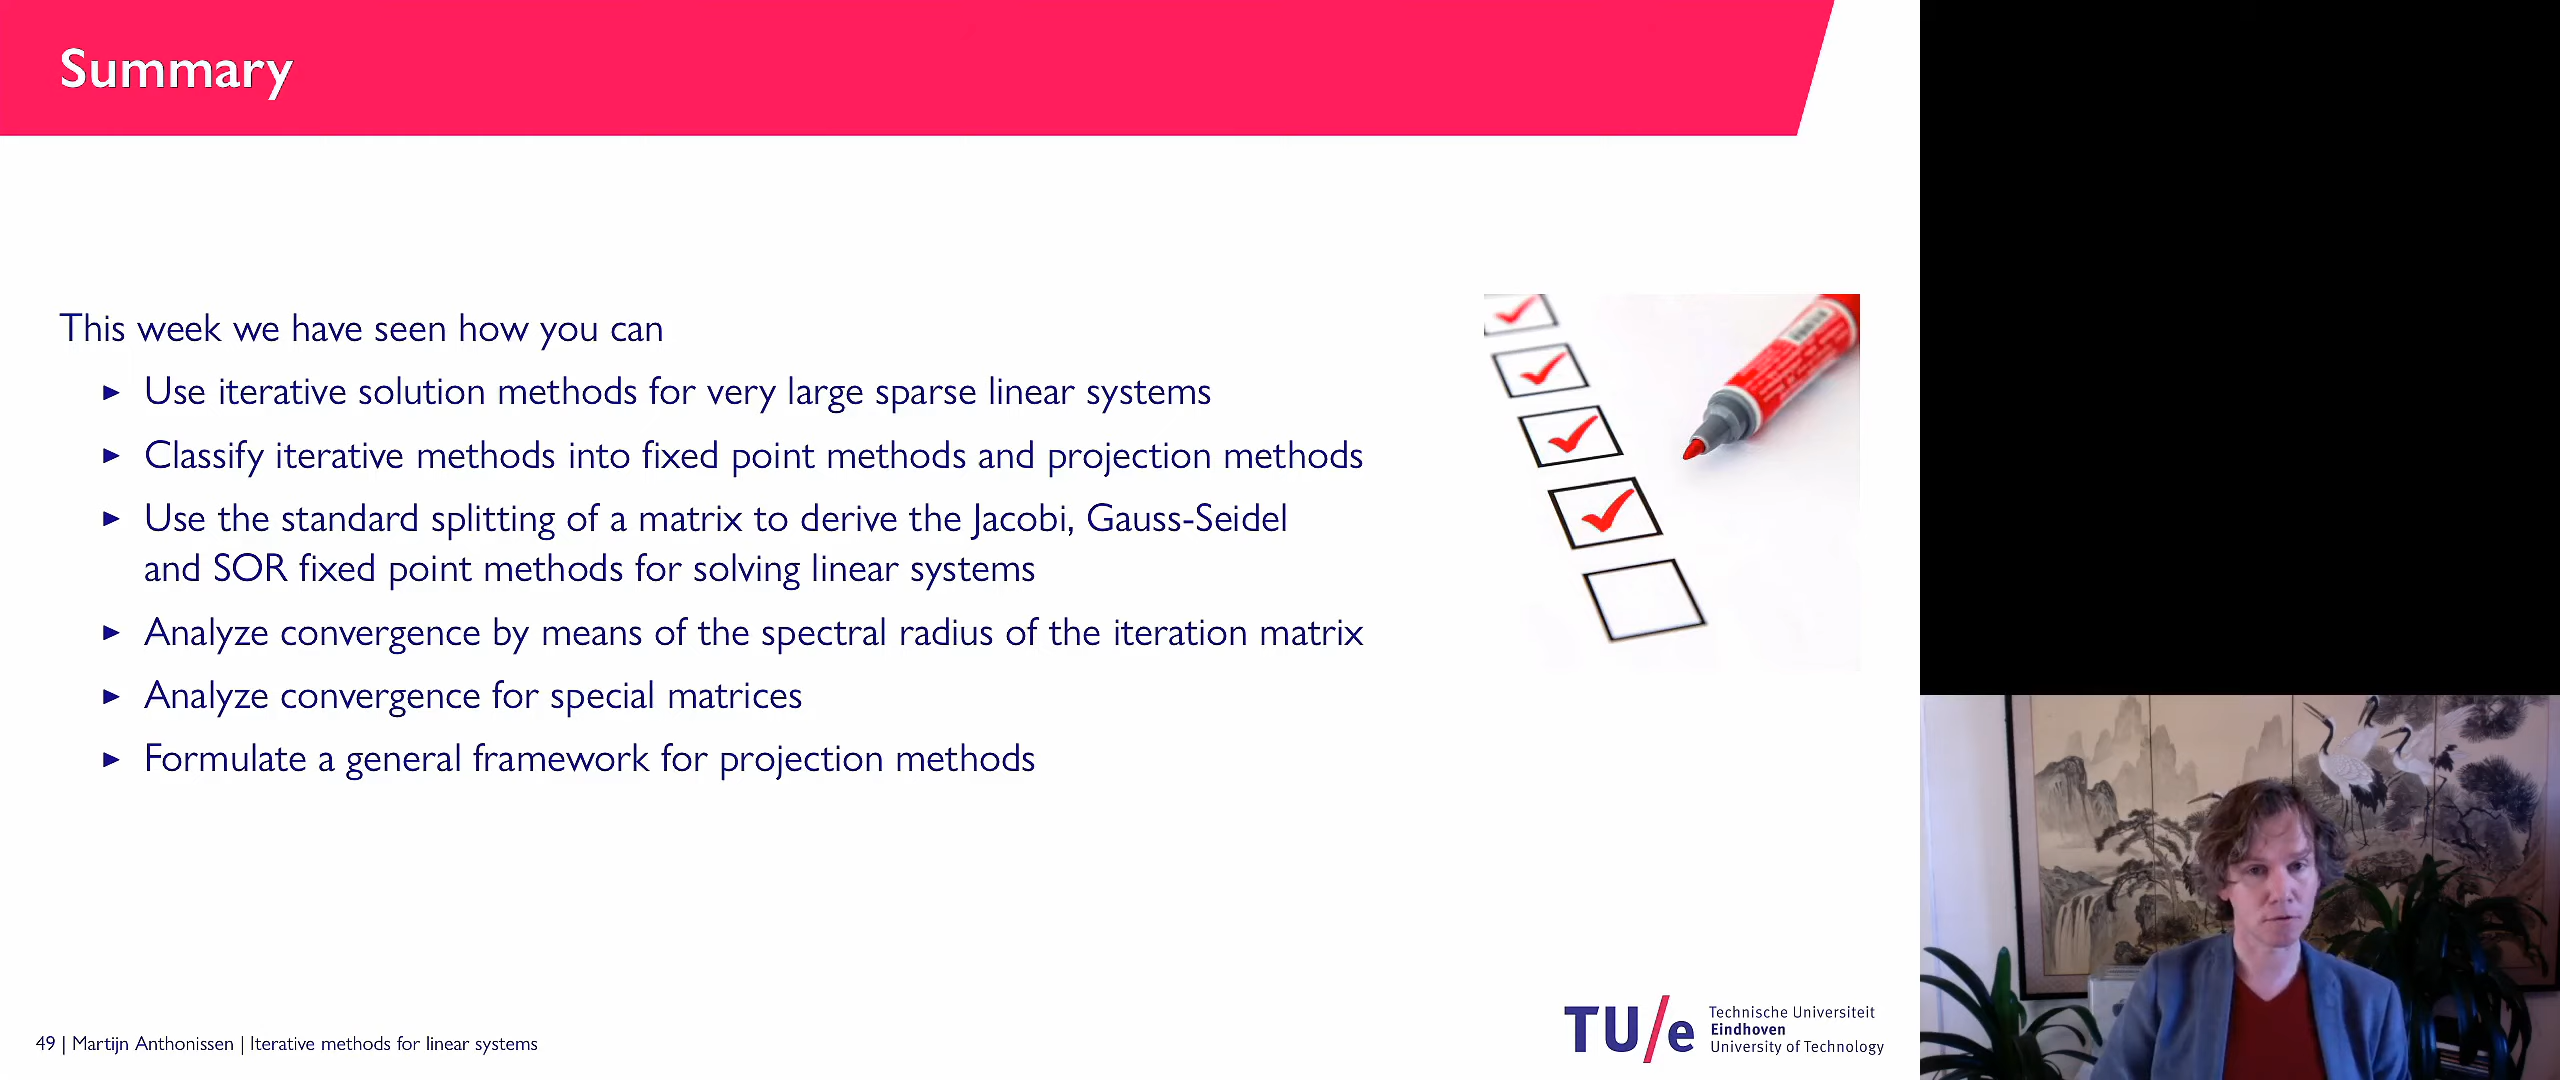 Summary
This week we have seen how you can
▶ Use iterative solution methods for very large sparse linear systems
▶ Classify iterative methods into fixed point methods and projection methods
▶ Use the standard splitting of a matrix to derive the Jacobi, Gauss-Seidel
and SOR fixed point methods for solving linear systems
▶ Analyze convergence by means of the spectral radius of the iteration matrix
▶ Analyze convergence for special matrices
▶ Formulate a general framework for projection methods
49 | Martijn Anthonissen | Iterative methods for linear systems
TU/e
Technische Universiteit
Eindhoven
University of Technology